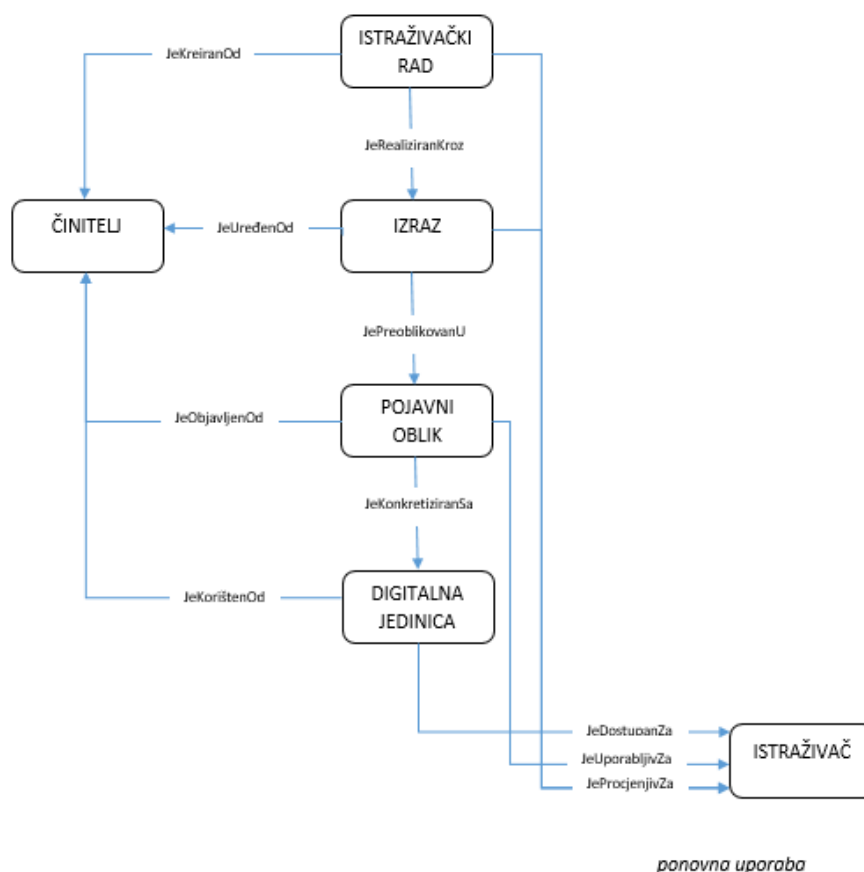 ISTRAŽIVAČKI
RAD
JeKreiranOd
JeRealiziranKroz
ČINITELJ
JeUređenOd
IZRAZ
JePreoblikovanU
POJAVNI
OBLIK
JeObjavljenOd
JeKonkretiziranSa
DIGITALNA
JEDINICA
JeKorištenOd
JeDostupanZa
ISTRAŽIVAČ
JeUporabljivZa
JeProcjenjivZa
ponovna uporaba